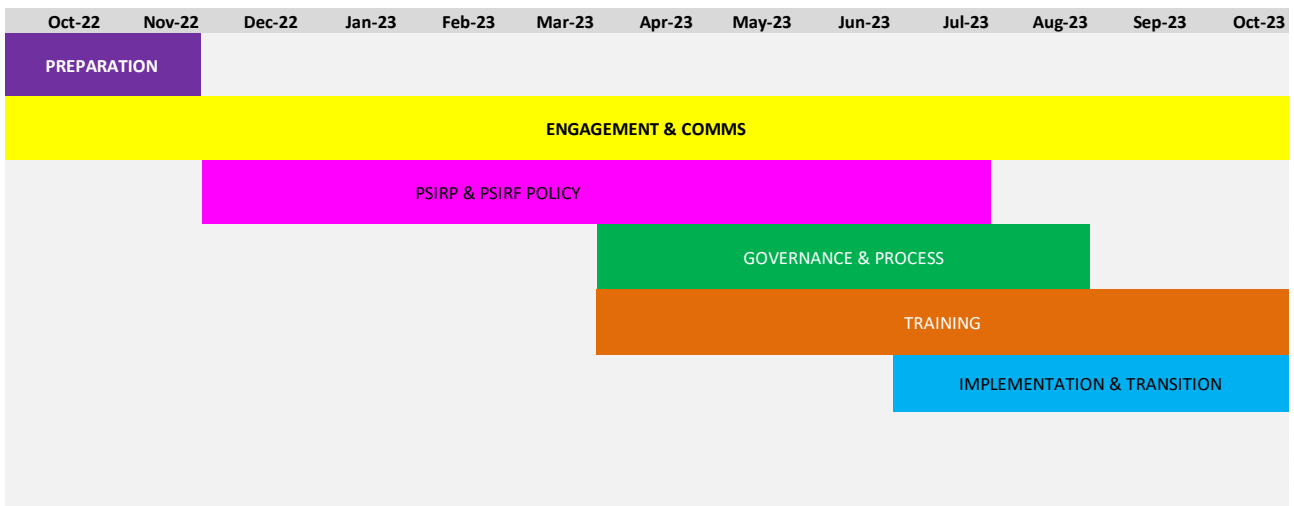 Oct-22 Nov-22 Dec-22 Jan-23 Feb-23 Mar-23 Apr-23 May-23 Jun-23 Jul-23 Aug-23 Sep-23 Oct-23
PREPARATION
ENGAGEMENT & COMMS
PSIRP & PSIRF POLICY
GOVERNANCE & PROCESS
TRAINING
IMPLEMENTATION & TRANSITION